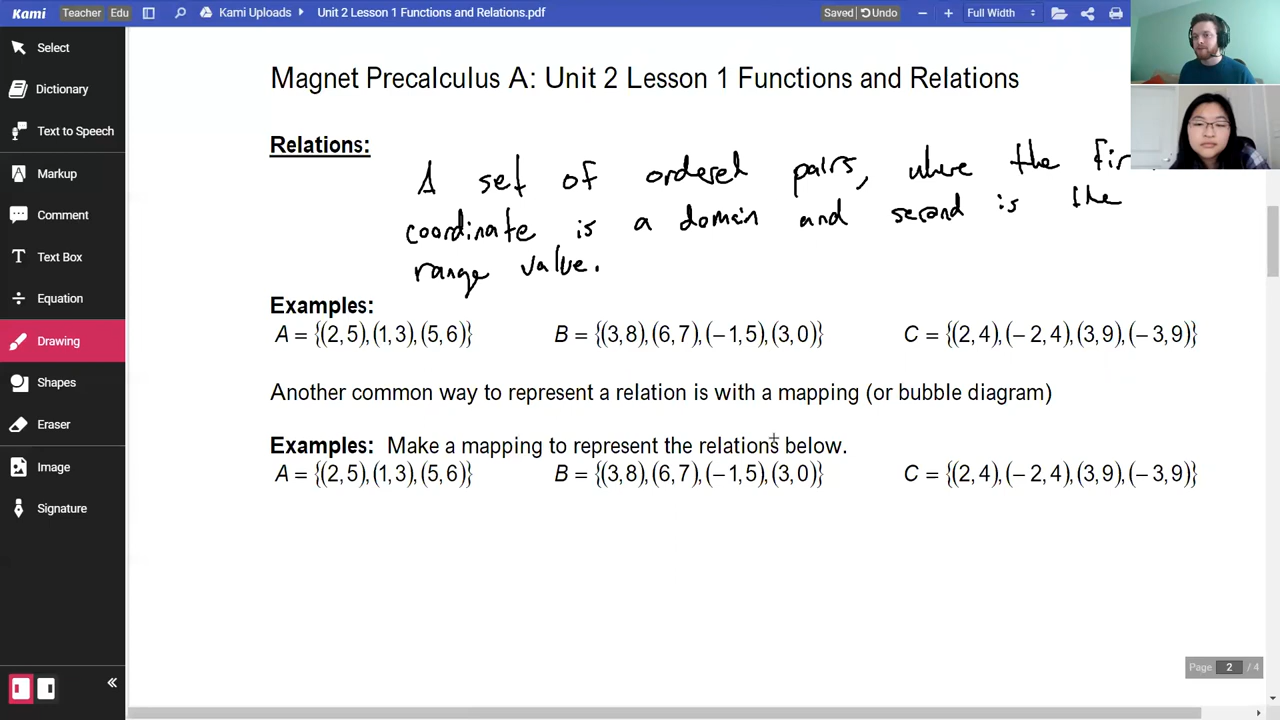 Kami Teacher Edu Kami Uploads Unit 2 Lesson 1 Functions and Relations.pdf Saved Undo Full Width
Select
Dictionary
Text to Speech
Markup
Comment
Text Box
Equation
Drawing
Shapes
Eraser
Image
Signature
Magnet Precalculus A: Unit 2 Lesson 1 Functions and Relations
Relations:
A set of ordered pairs, where the fir
coordinate is a domain and second is the
range value.
Examples:
A = {(2,5),(1,3),(5,6)} B = {(3,8),(6,7),(−1,5),(3,0)} C = {(2,4),(−2,4),(3,9),(−3,9)}
Another common way to represent a relation is with a mapping (or bubble diagram)
Examples: Make a mapping to represent the relations below.
A = {(2,5),(1,3),(5,6)} B = {(3,8),(6,7),(−1,5),(3,0)} C = {(2,4),(−2,4),(3,9),(−3,9)}
Page 2 / 4